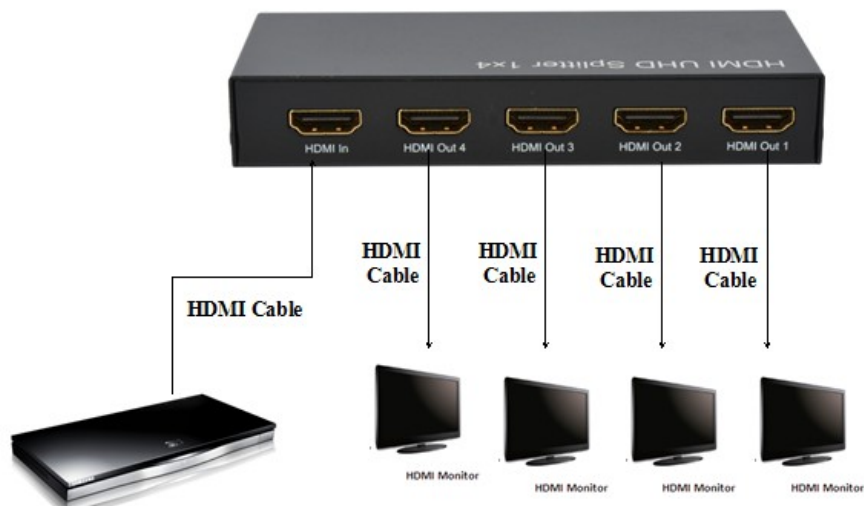 HDMI UHD Splitter 1x4
HDMI In
HDMI Out 4
HDMI Out 3
HDMI Out 2
HDMI Out 1
HDMI
Cable
HDMI
Cable
HDMI
Cable
HDMI
Cable
HDMI Cable
HDMI Monitor
HDMI Monitor
HDMI Monitor
HDMI Monitor